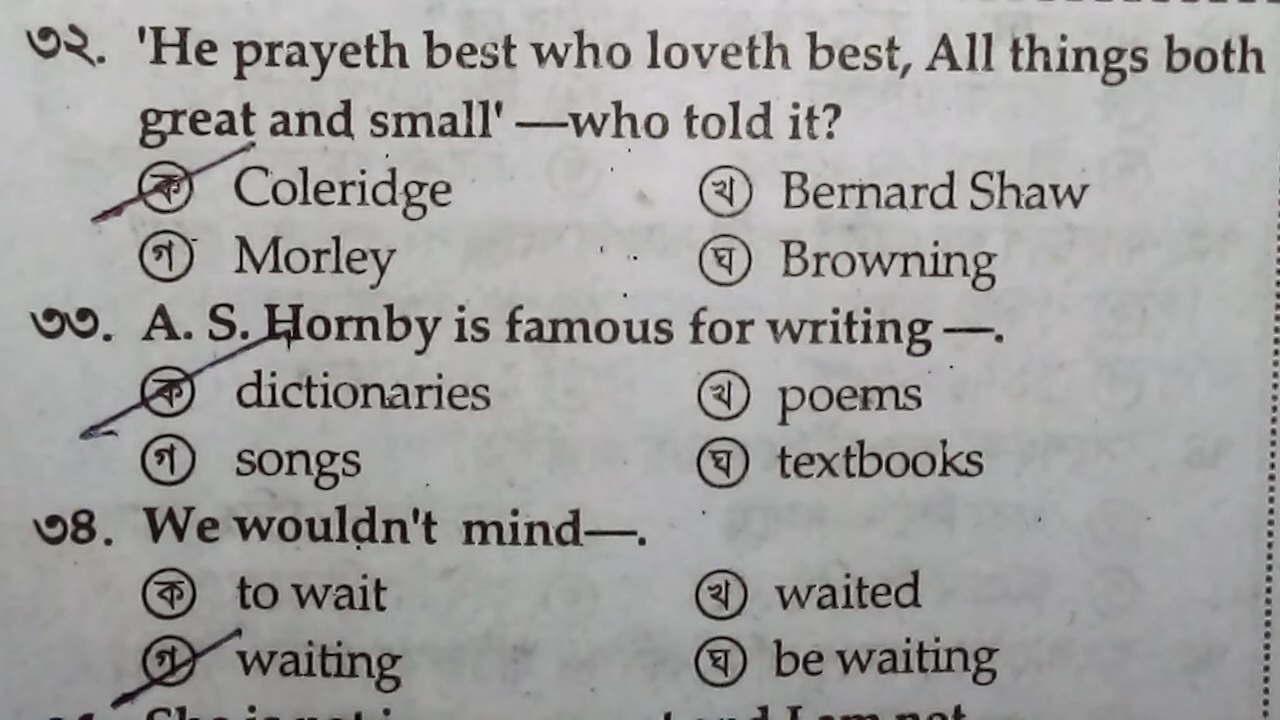 ৩২. 'He prayeth best who loveth best, All things both
great and small' —who told it?
ক Coleridge খ Bernard Shaw
গ Morley ঘ Browning
৩৩. A. S. Hornby is famous for writing —.
ক dictionaries খ poems
গ songs ঘ textbooks
৩৪. We wouldn't mind—.
ক to wait খ waited
গ waiting ঘ be waiting